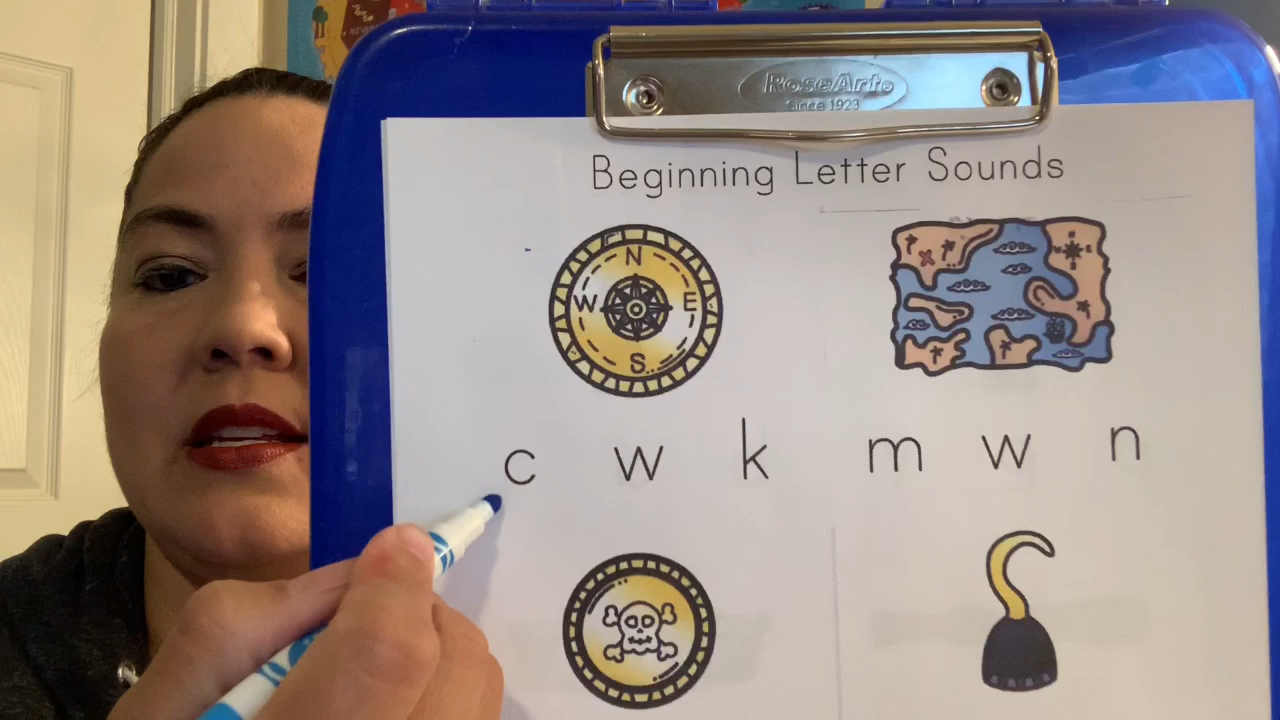 RoseArt®
Since 1923
Beginning Letter Sounds
N
W E
S
c w k m w n